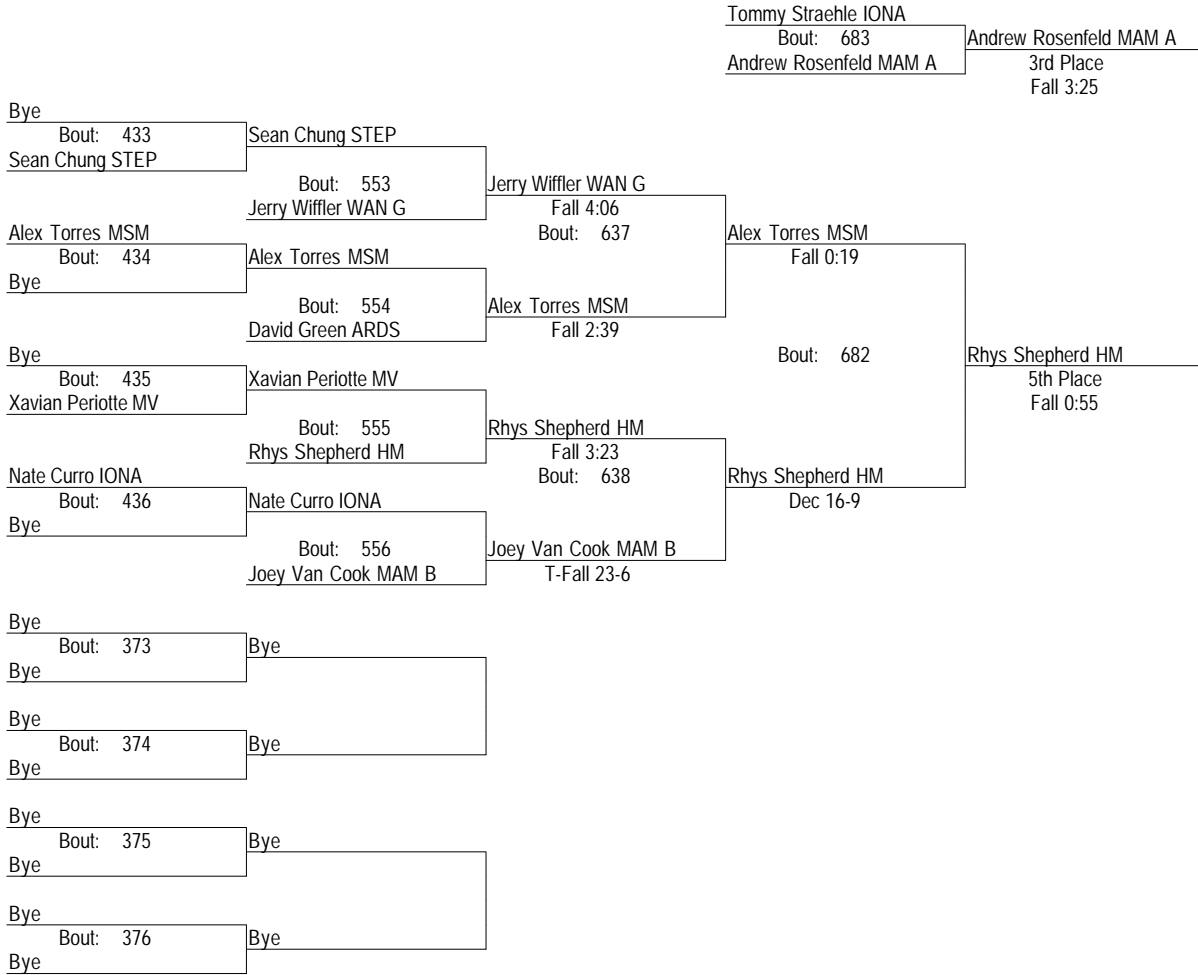 Tommy Straehle IONA
Bout: 683
Andrew Rosenfeld MAM A
Andrew Rosenfeld MAM A
3rd Place
Fall 3:25
Bye
Bout: 433
Sean Chung STEP
Sean Chung STEP
Bout: 553
Jerry Wiffler WAN G
Jerry Wiffler WAN G
Fall 4:06
Bout: 637
Alex Torres MSM
Bout: 434
Bye
Alex Torres MSM
Bout: 554
David Green ARDS
Alex Torres MSM
Fall 2:39
Alex Torres MSM
Fall 0:19
Bye
Bout: 435
Xavian Periotte MV
Xavian Periotte MV
Bout: 555
Rhys Shepherd HM
Rhys Shepherd HM
Fall 3:23
Bout: 638
Bout: 682
Rhys Shepherd HM
5th Place
Fall 0:55
Nate Curro IONA
Bout: 436
Bye
Nate Curro IONA
Bout: 556
Joey Van Cook MAM B
Joey Van Cook MAM B
T-Fall 23-6
Rhys Shepherd HM
Dec 16-9
Bye
Bout: 373
Bye
Bye
Bye
Bout: 374
Bye
Bye
Bye
Bout: 375
Bye
Bye
Bye
Bout: 376
Bye
Bye